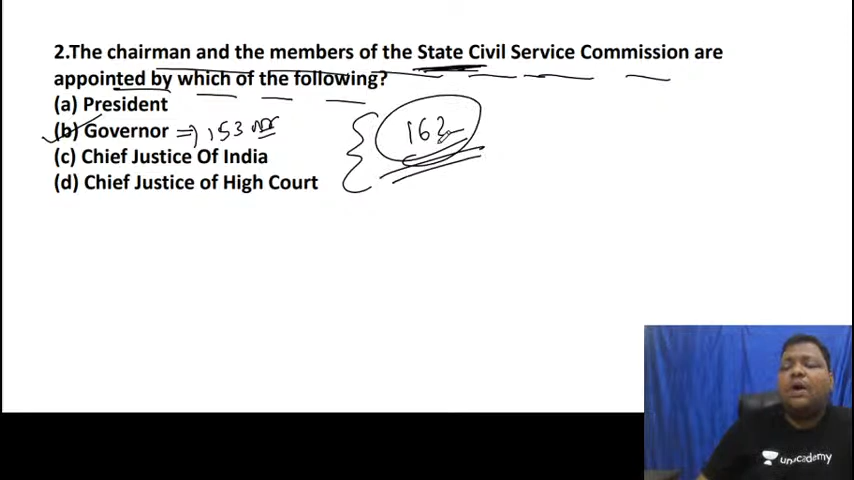 2.The chairman and the members of the State Civil Service Commission are
appointed by which of the following?
(a) President
(b) Governor ⇒ 153
(c) Chief Justice Of India
(d) Chief Justice of High Court
163
unacademy